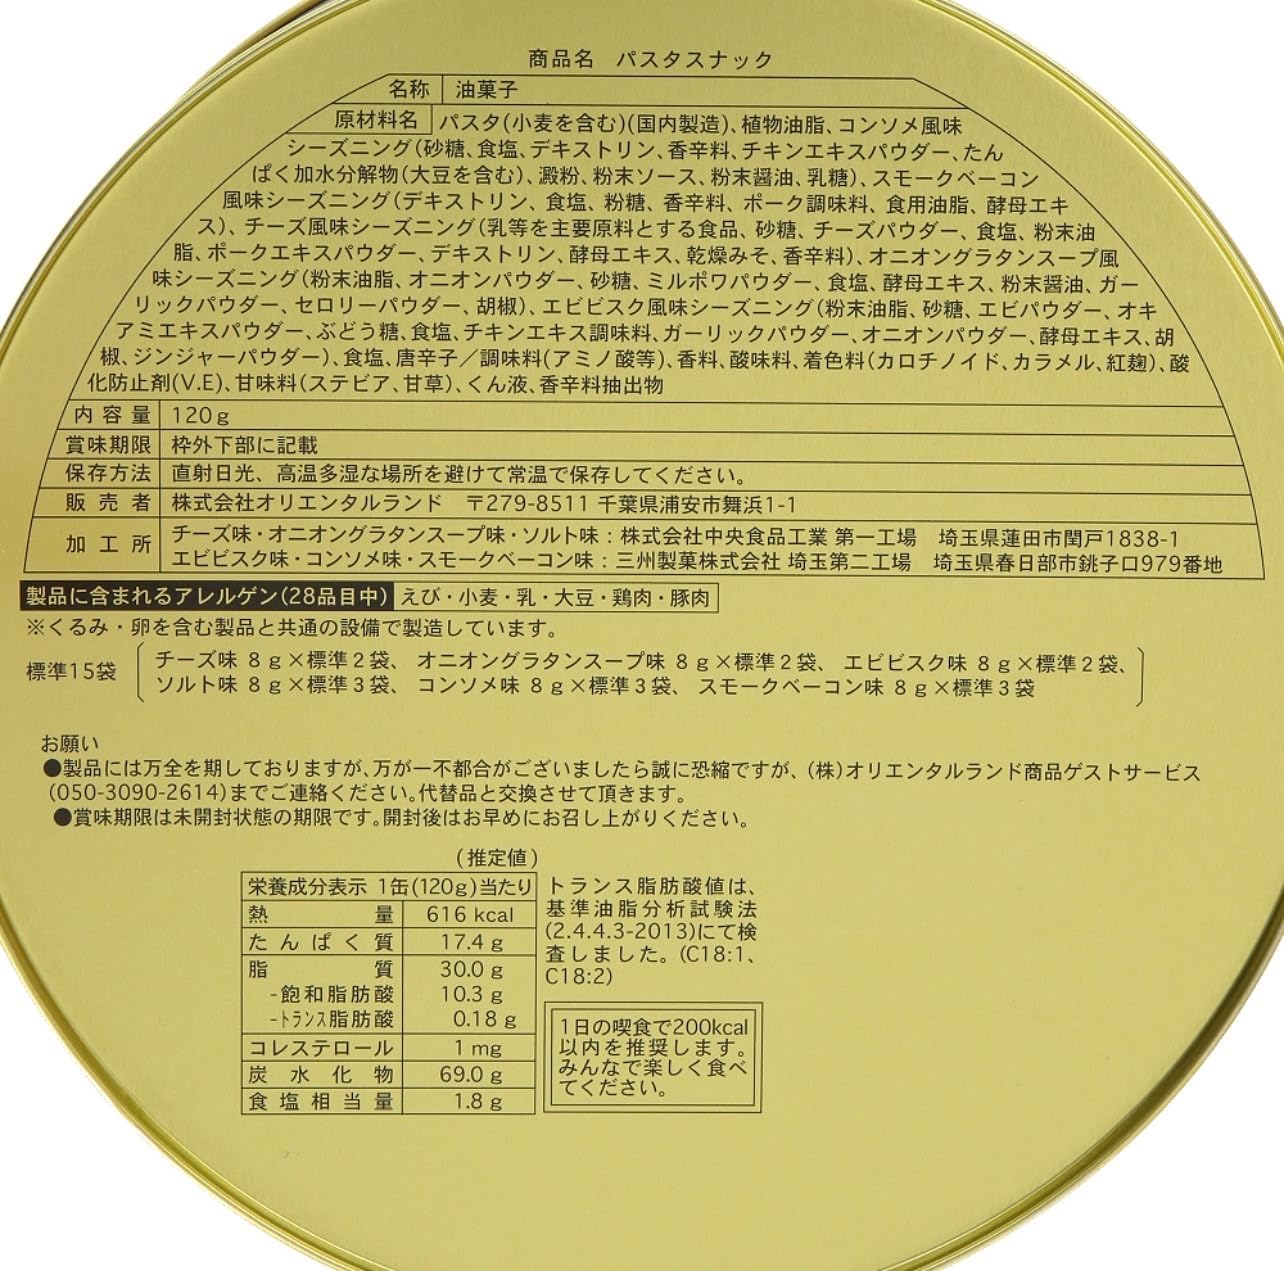 商品名 パスタスナック
名称 油菓子
原材料名 パスタ(小麦を含む)(国内製造)、植物油脂、コンソメ風味
シーズニング(砂糖、食塩、デキストリン、香辛料、チキンエキスパウダー、たん
ぱく加水分解物(大豆を含む)、澱粉、粉末ソース、粉末醤油、乳糖)、スモークベーコン
風味シーズニング(デキストリン、食塩、粉糖、香辛料、ポーク調味料、食用油脂、酵母エキ
ス)、チーズ風味シーズニング(乳等を主要原料とする食品、砂糖、チーズパウダー、食塩、粉末油
脂、ポークエキスパウダー、デキストリン、酵母エキス、乾燥みそ、香辛料)、オニオングラタンスープ風
味シーズニング(粉末油脂、オニオンパウダー、砂糖、ミルポワパウダー、食塩、酵母エキス、粉末醤油、ガー
リックパウダー、セロリーパウダー、胡椒)、エビビスク風味シーズニング(粉末油脂、砂糖、エビパウダー、オキ
アミエキスパウダー、ぶどう糖、食塩、チキンエキス調味料、ガーリックパウダー、オニオンパウダー、酵母エキス、胡
椒、ジンジャーパウダー)、食塩、唐辛子／調味料(アミノ酸等)、香料、酸味料、着色料(カロチノイド、カラメル、紅麹)、酸
化防止剤(V.E)、甘味料(ステビア、甘草)、くん液、香辛料抽出物
内容量 120g
賞味期限 枠外下部に記載
保存方法 直射日光、高温多湿な場所を避けて常温で保存してください。
販売者 株式会社オリエンタルランド 〒279-8511 千葉県浦安市舞浜1-1
加工所 チーズ味・オニオングラタンスープ味・ソルト味：株式会社中央食品工業 第一工場 埼玉県蓮田市閏戸1838-1
エビビスク味・コンソメ味・スモークベーコン味：三州製菓株式会社 埼玉第二工場 埼玉県春日部市銚子口979番地
製品に含まれるアレルゲン(28品目中) えび・小麦・乳・大豆・鶏肉・豚肉
※くるみ・卵を含む製品と共通の設備で製造しています。
標準15袋 チーズ味 8g×標準2袋、オニオングラタンスープ味 8g×標準2袋、エビビスク味 8g×標準2袋、
ソルト味 8g×標準3袋、コンソメ味 8g×標準3袋、スモークベーコン味 8g×標準3袋
お願い
●製品には万全を期しておりますが、万が一不都合がございましたら誠に恐縮ですが、(株)オリエンタルランド商品ゲストサービス
(050-3090-2614)までご連絡ください。代替品と交換させて頂きます。
●賞味期限は未開封状態の期限です。開封後はお早めにお召し上がりください。
(推定値)
栄養成分表示 1缶(120g)当たり
熱量 616 kcal
たんぱく質 17.4 g
脂質 30.0 g
-飽和脂肪酸 10.3 g
-トランス脂肪酸 0.18 g
コレステロール 1 mg
炭水化物 69.0 g
食塩相当量 1.8 g
トランス脂肪酸値は、
基準油脂分析試験法
(2.4.4.3-2013)にて検
査しました。(C18:1、
C18:2)
1日の喫食で200kcal
以内を推奨します。
みんなで楽しく食べ
てください。